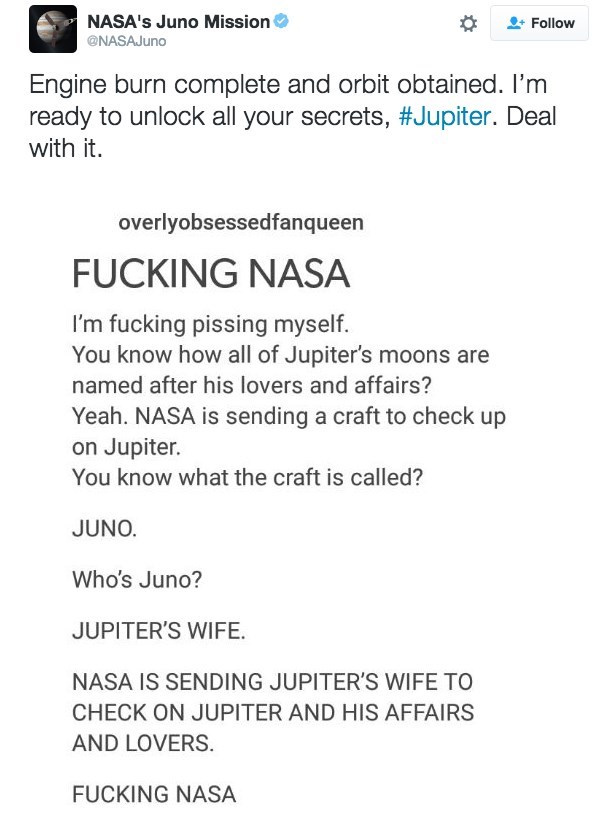 NASA's Juno Mission
@NASAJuno
Follow
Engine burn complete and orbit obtained. I'm
ready to unlock all your secrets, #Jupiter. Deal
with it.
overlyobsessedfanqueen
FUCKING NASA
I'm fucking pissing myself.
You know how all of Jupiter's moons are
named after his lovers and affairs?
Yeah. NASA is sending a craft to check up
on Jupiter.
You know what the craft is called?
JUNO.
Who's Juno?
JUPITER'S WIFE.
NASA IS SENDING JUPITER'S WIFE TO
CHECK ON JUPITER AND HIS AFFAIRS
AND LOVERS.
FUCKING NASA